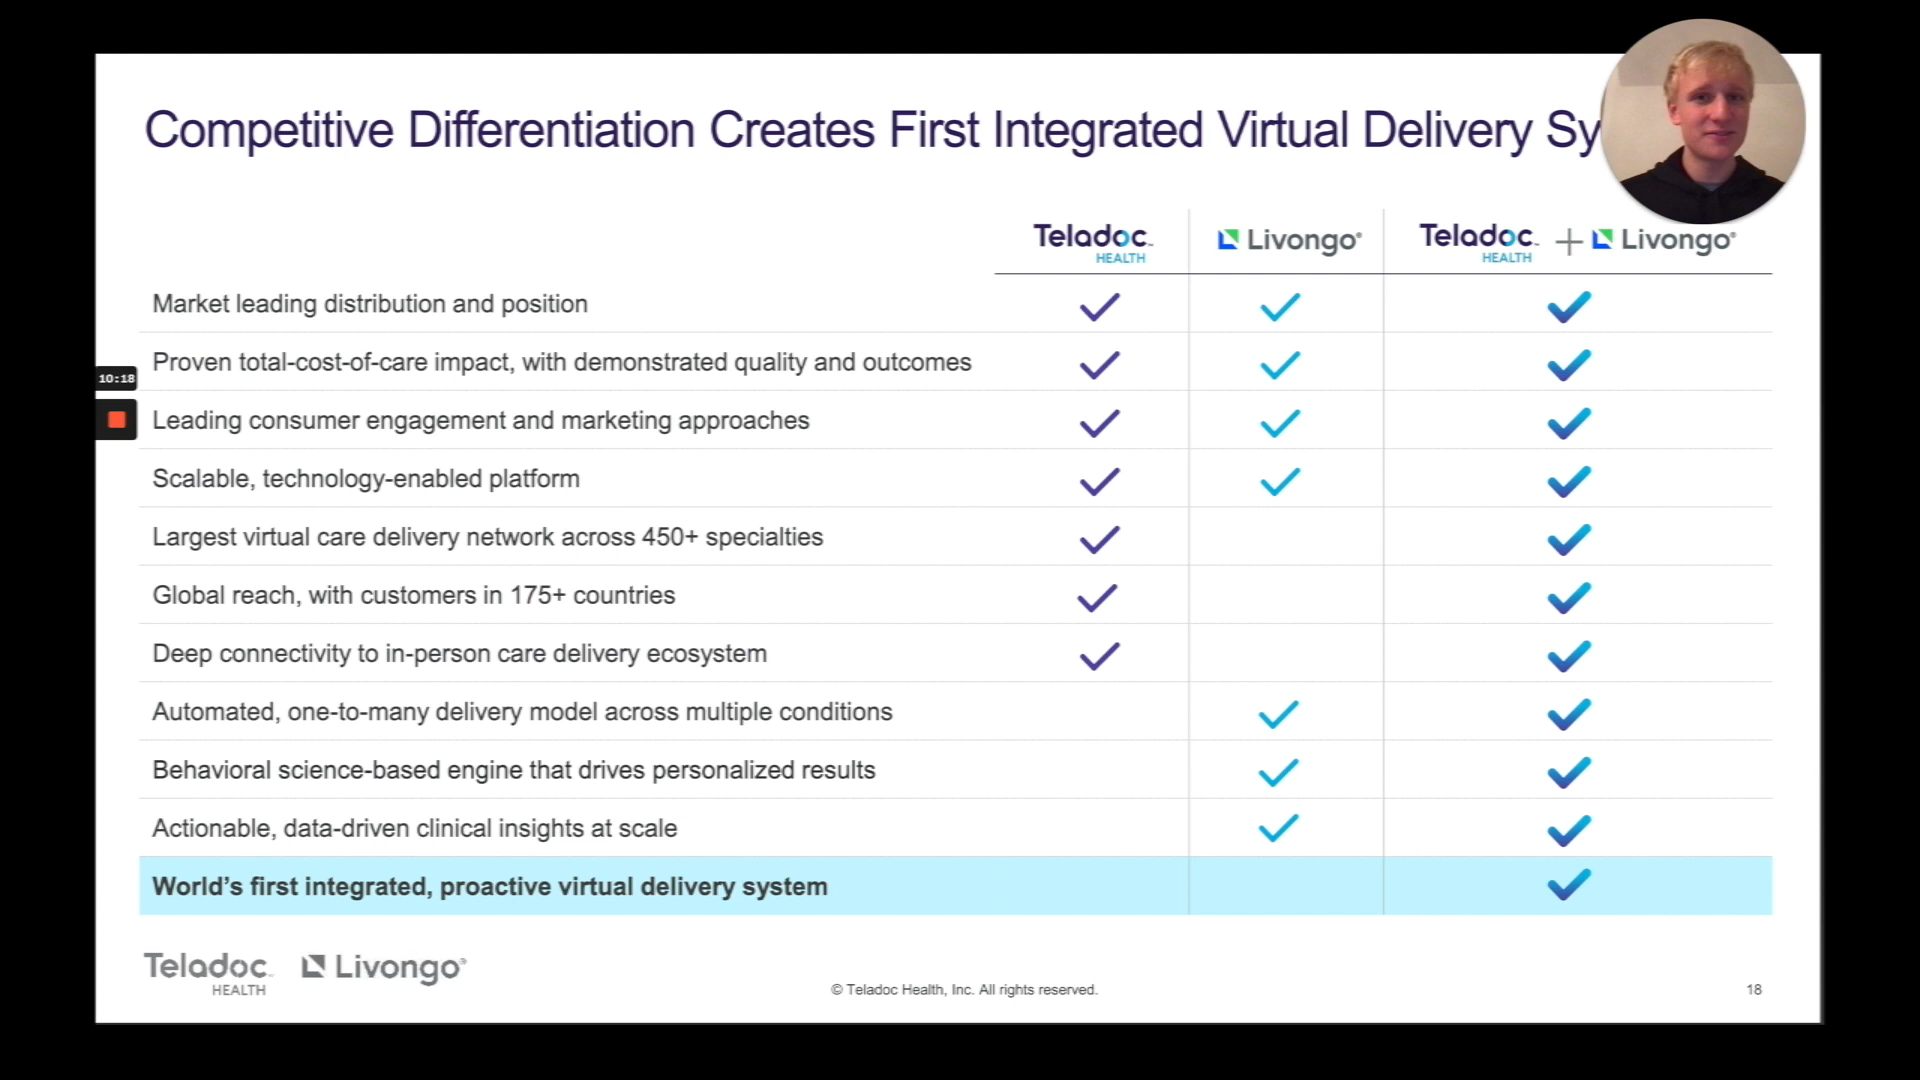 Competitive Differentiation Creates First Integrated Virtual Delivery Sy
Teladoc HEALTH Livongo® Teladoc HEALTH + Livongo®
Market leading distribution and position
Proven total-cost-of-care impact, with demonstrated quality and outcomes
10:18
Leading consumer engagement and marketing approaches
Scalable, technology-enabled platform
Largest virtual care delivery network across 450+ specialties
Global reach, with customers in 175+ countries
Deep connectivity to in-person care delivery ecosystem
Automated, one-to-many delivery model across multiple conditions
Behavioral science-based engine that drives personalized results
Actionable, data-driven clinical insights at scale
World’s first integrated, proactive virtual delivery system
Teladoc HEALTH Livongo®
© Teladoc Health, Inc. All rights reserved.
18